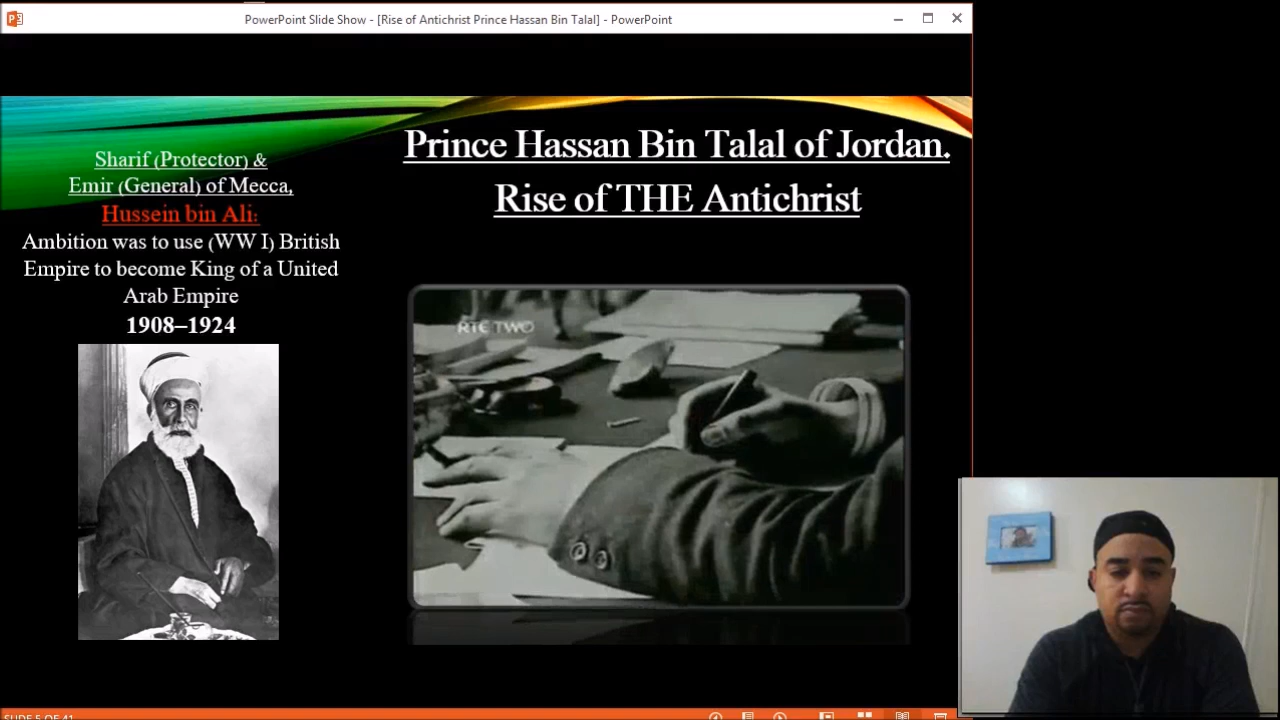 PowerPoint Slide Show - [Rise of Antichrist Prince Hassan Bin Talal] - PowerPoint
Prince Hassan Bin Talal of Jordan.
Rise of THE Antichrist
Sharif (Protector) &
Emir (General) of Mecca,
Hussein bin Ali:
Ambition was to use (WW I) British
Empire to become King of a United
Arab Empire
1908–1924
RTE TWO
SLIDE 5 OF 41